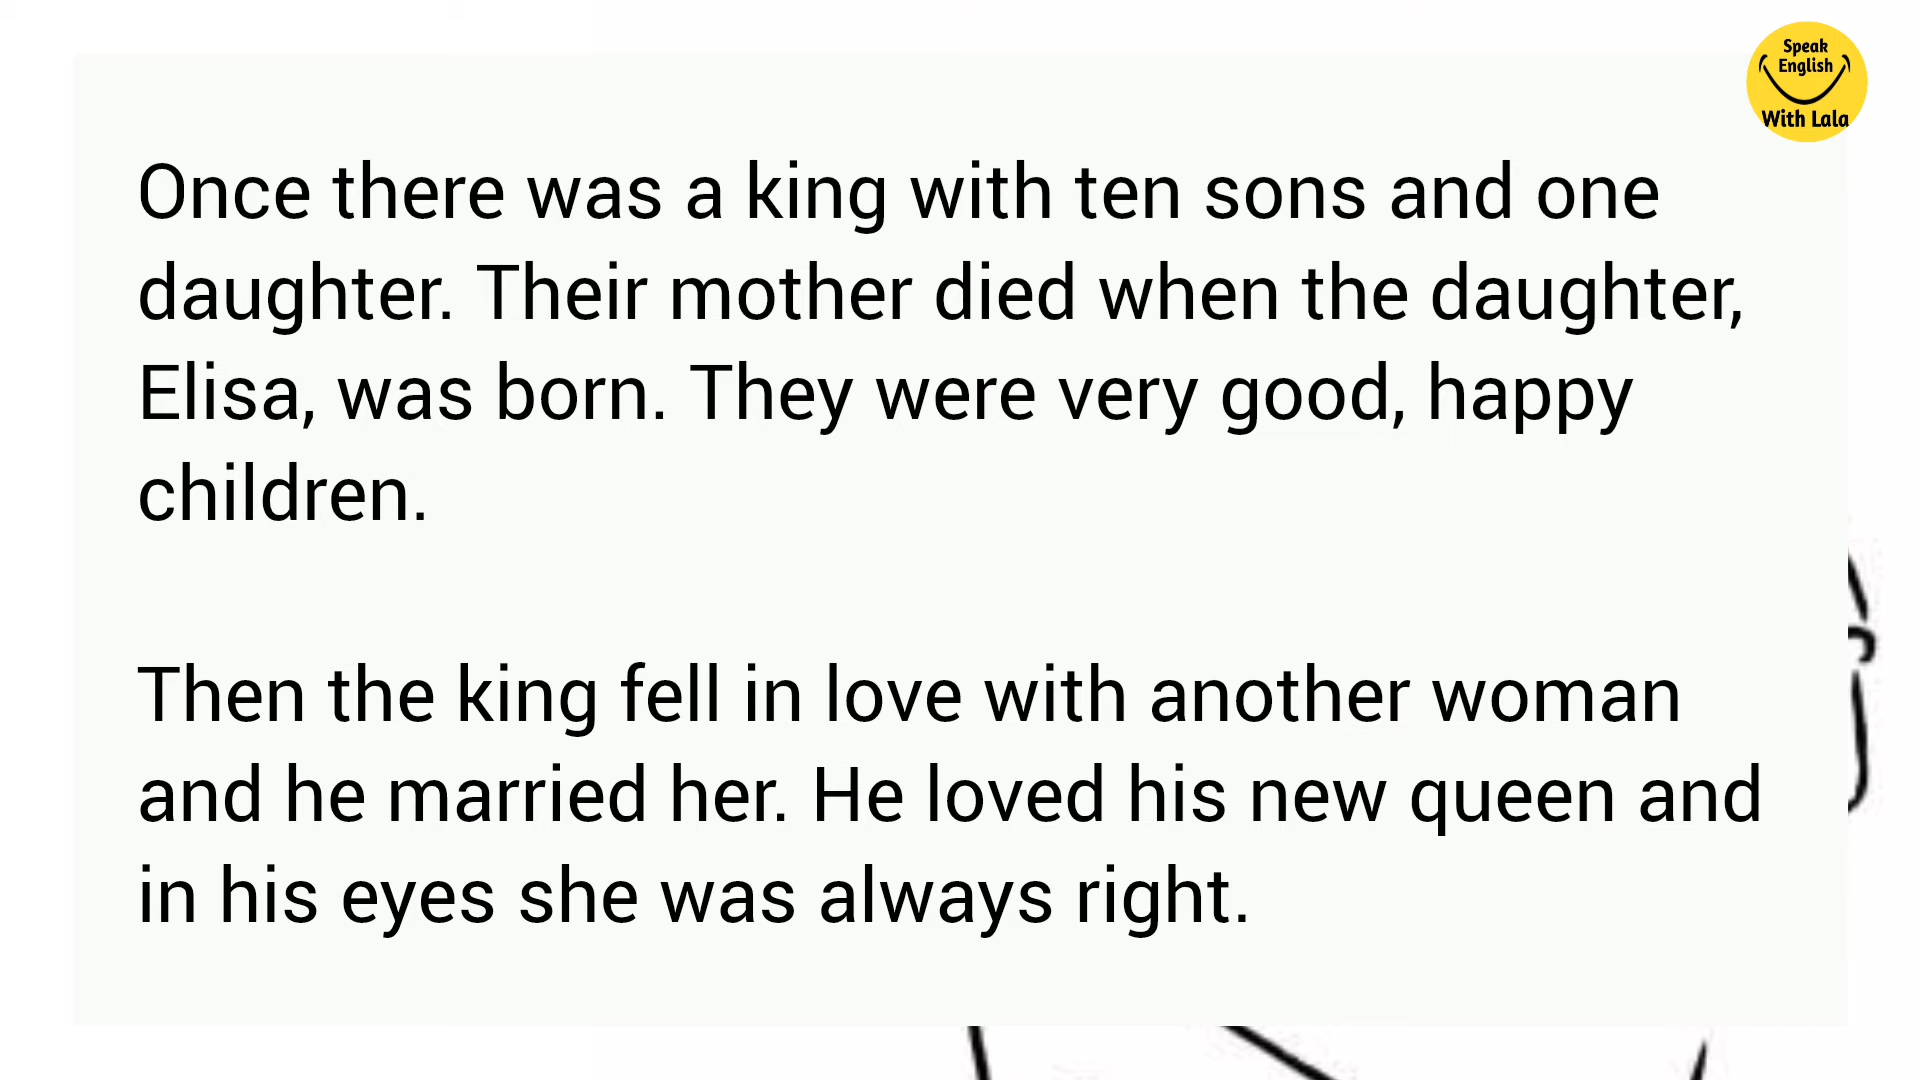 Speak
English
With Lala
Once there was a king with ten sons and one
daughter. Their mother died when the daughter,
Elisa, was born. They were very good, happy
children.
Then the king fell in love with another woman
and he married her. He loved his new queen and
in his eyes she was always right.